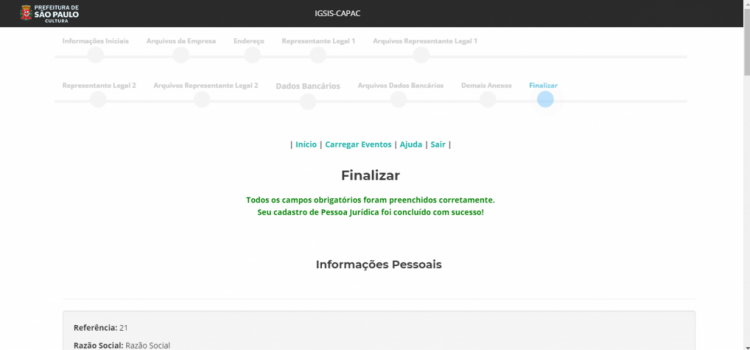 PREFEITURA DE
SÃO PAULO
CULTURA
IGSIS-CAPAC
Informações Iniciais Arquivos da Empresa Endereço Representante Legal 1 Arquivos Representante Legal 1
Representante Legal 2 Arquivos Representante Legal 2 Dados Bancários Arquivos Dados Bancários Demais Anexos Finalizar
| Início | Carregar Eventos | Ajuda | Sair |
Finalizar
Todos os campos obrigatórios foram preenchidos corretamente.
Seu cadastro de Pessoa Jurídica foi concluído com sucesso!
Informações Pessoais
Referência: 21
Razão Social: Razão Social